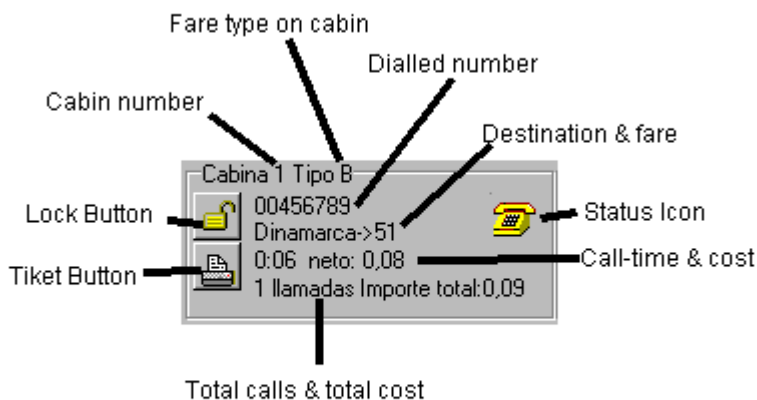 Fare type on cabin
Dialled number
Cabin number
Destination & fare
Cabina 1 Tipo B
Lock Button
00456789
Status Icon
Dinamarca->51
Tiket Button
0:06 neto: 0,08
Call-time & cost
1 llamadas Importe total:0,09
Total calls & total cost